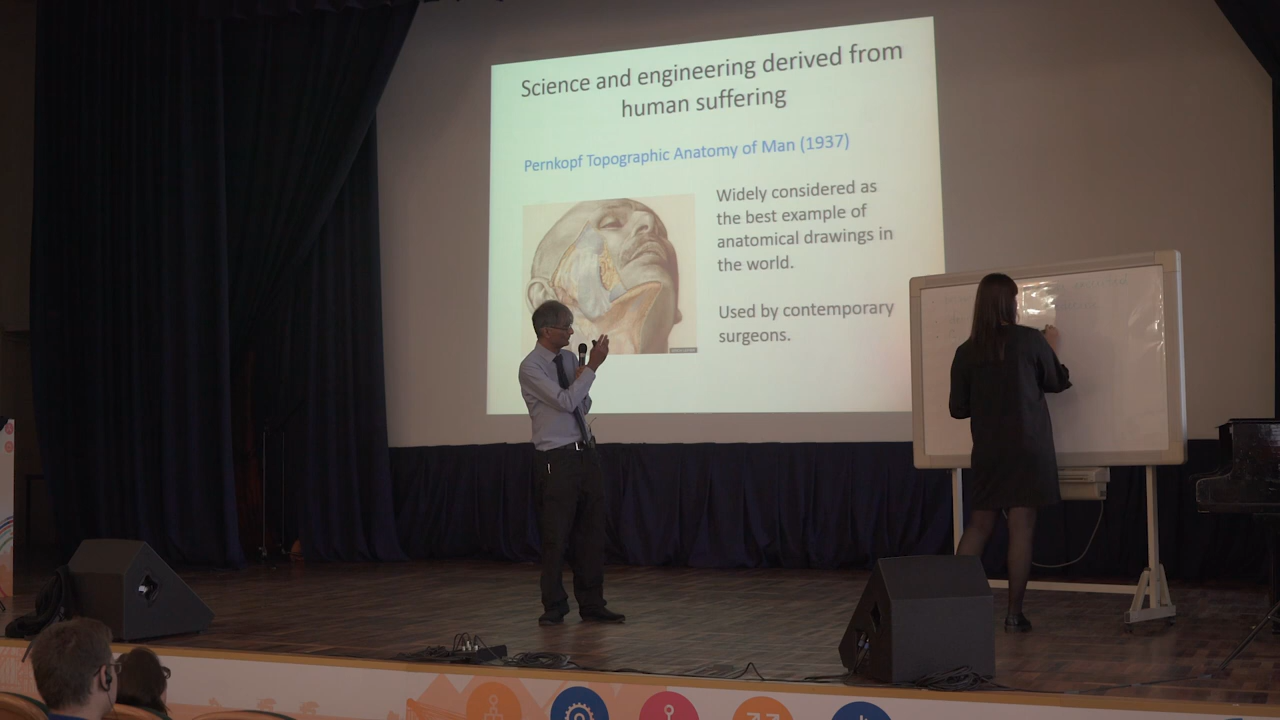 Science and engineering derived from
human suffering
Pernkopf Topographic Anatomy of Man (1937)
Widely considered as
the best example of
anatomical drawings in
the world.
Used by contemporary
surgeons.